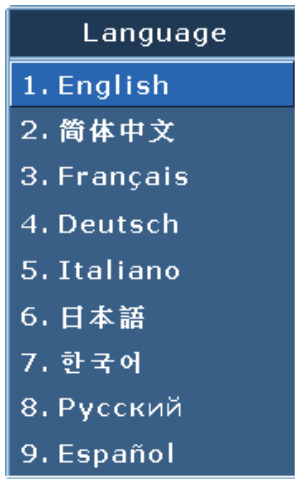 Language
1. English
2. 简体中文
3. Français
4. Deutsch
5. Italiano
6. 日本語
7. 한국어
8. Русский
9. Español